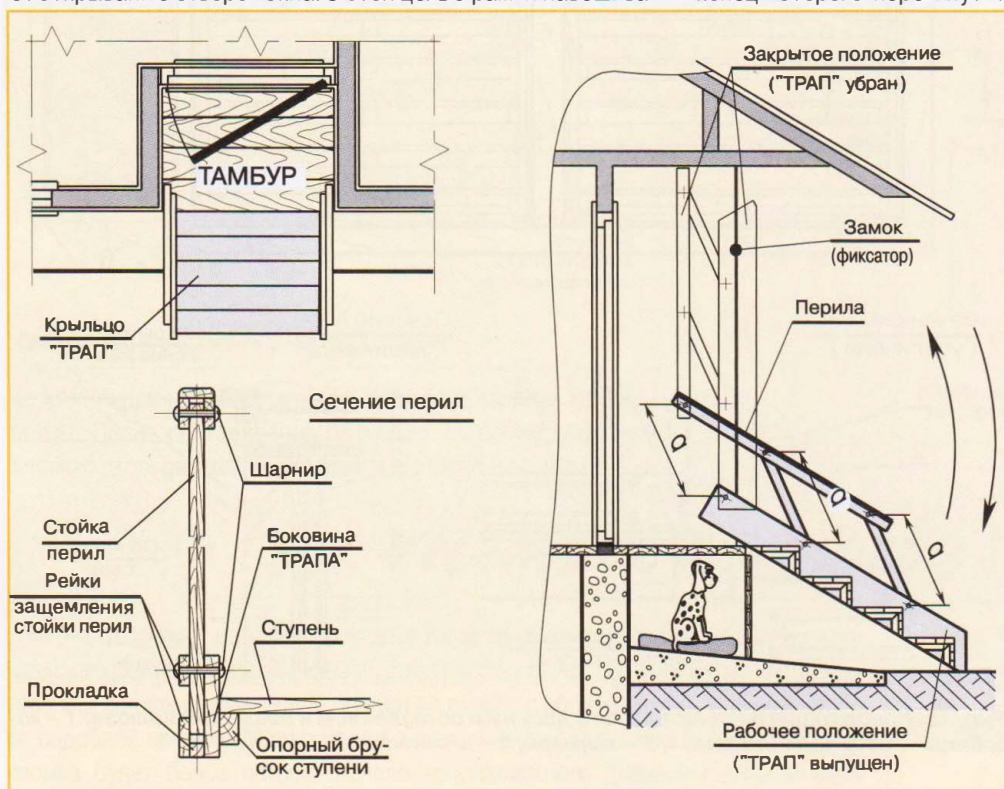 ТАМБУР
Крыльцо
"ТРАП"
Закрытое положение
("ТРАП" убран)
Замок
(фиксатор)
Перила
Сечение перил
Шарнир
Стойка
перил
Боковина
"ТРАПА"
Рейки
защемления
стойки перил
Ступень
Прокладка
Опорный бру-
сок ступени
a
a
a
Рабочее положение
("ТРАП" выпущен)